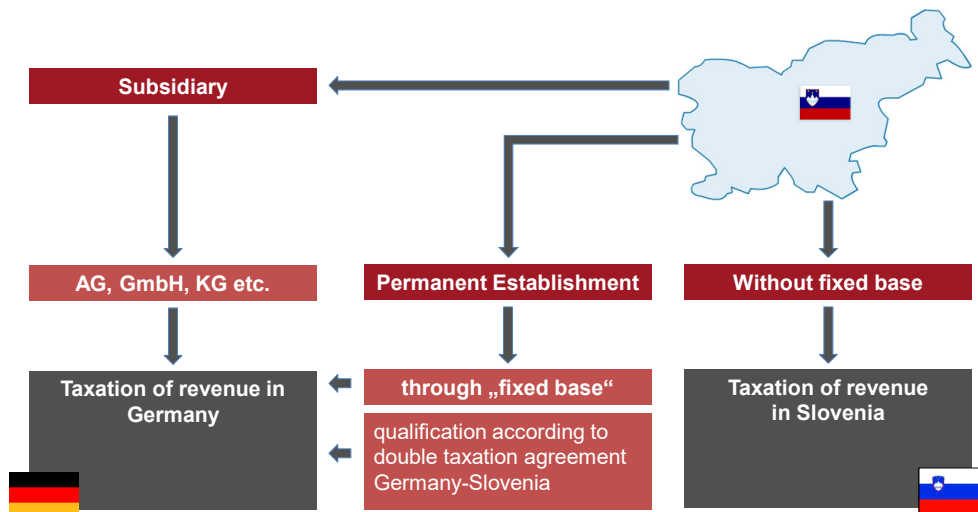 Subsidiary
AG, GmbH, KG etc.
Permanent Establishment
Without fixed base
Taxation of revenue in
Germany
through „fixed base“
qualification according to
double taxation agreement
Germany-Slovenia
Taxation of revenue
in Slovenia